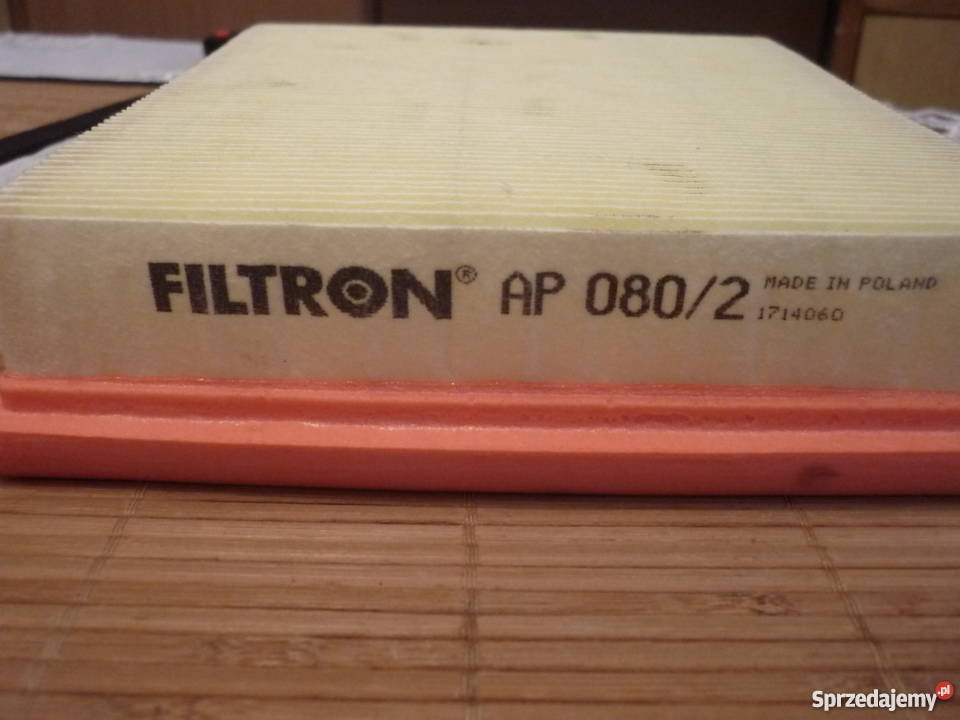 FILTRON® AP 080/2 MADE IN POLAND
1714060
Sprzedajemy.pl